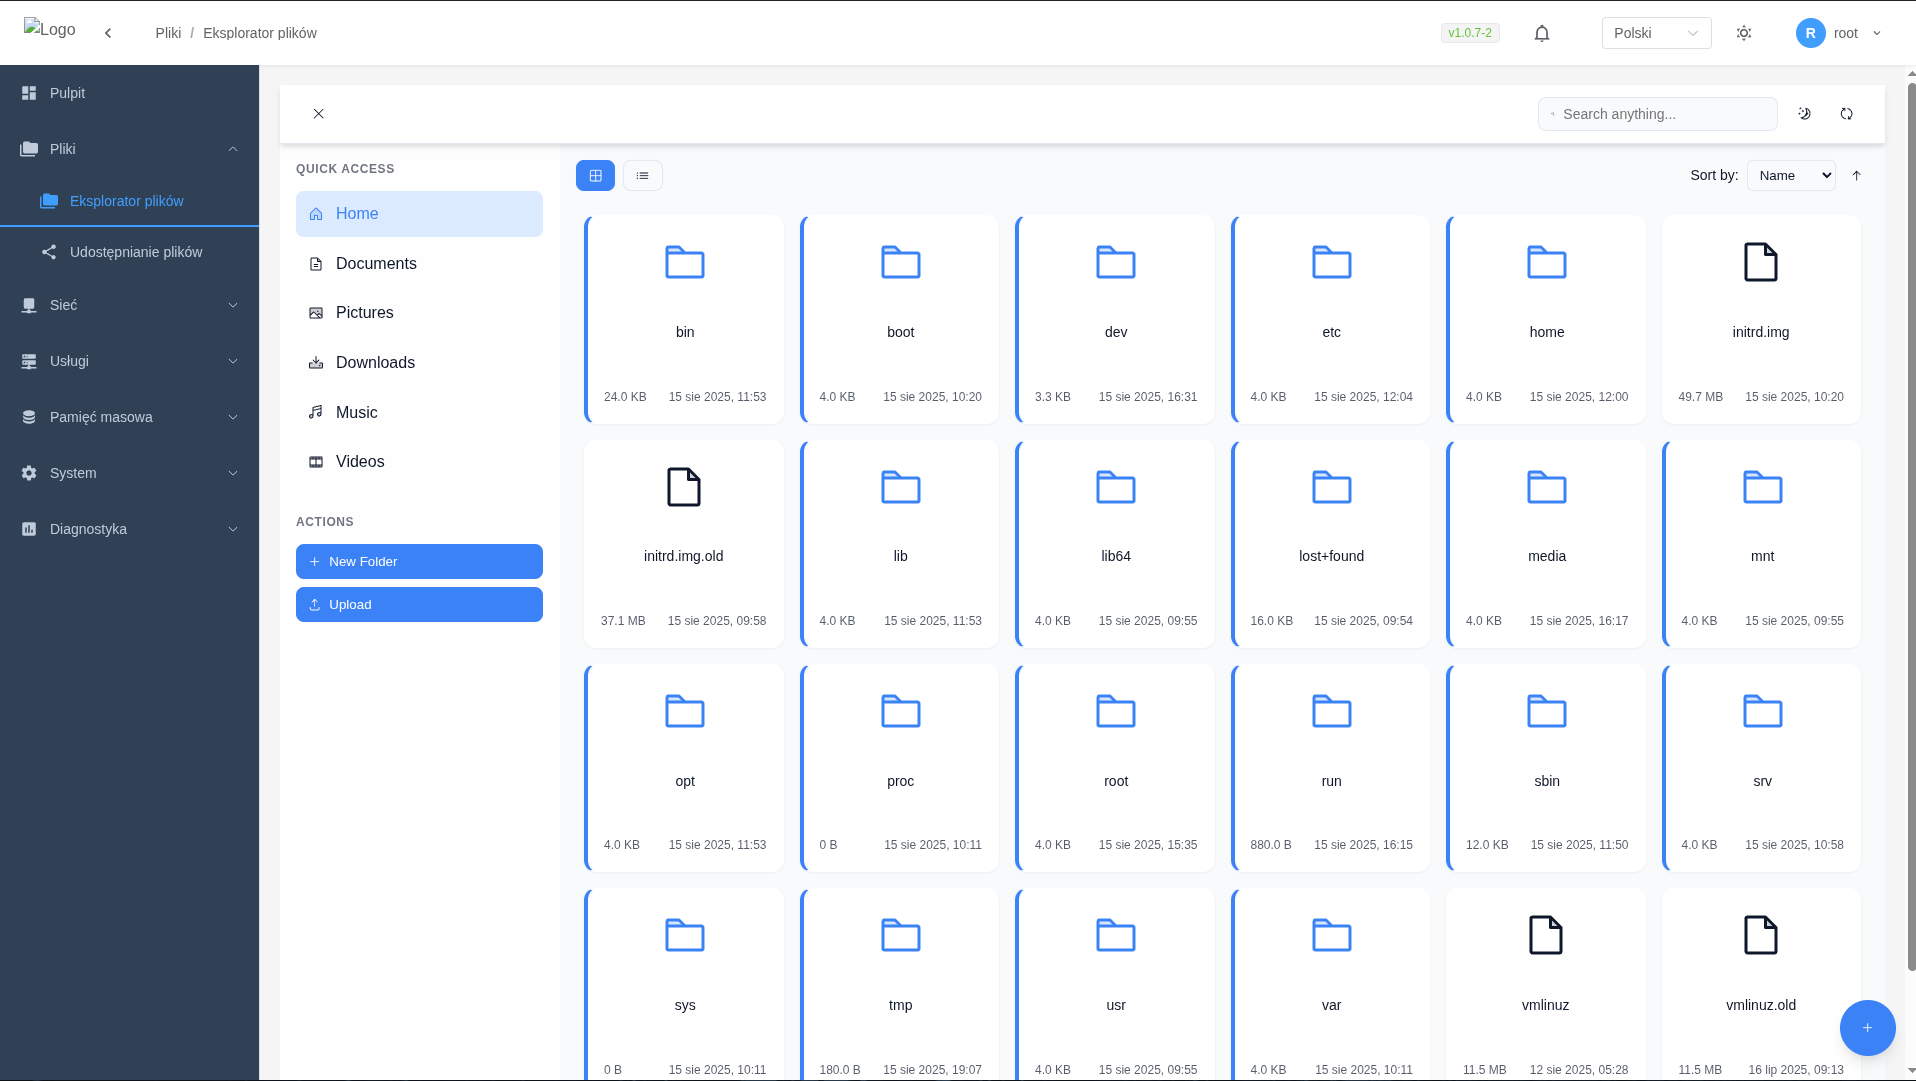 Logo
Pliki / Eksplorator plików
v1.0.7-2
Polski
R
root
Pulpit
Pliki
Eksplorator plików
Udostępnianie plików
Sieć
Usługi
Pamięć masowa
System
Diagnostyka
Search anything...
QUICK ACCESS
Home
Documents
Pictures
Downloads
Music
Videos
ACTIONS
New Folder
Upload
Sort by: Name
bin
24.0 KB 15 sie 2025, 11:53
boot
4.0 KB 15 sie 2025, 10:20
dev
3.3 KB 15 sie 2025, 16:31
etc
4.0 KB 15 sie 2025, 12:04
home
4.0 KB 15 sie 2025, 12:00
initrd.img
49.7 MB 15 sie 2025, 10:20
initrd.img.old
37.1 MB 15 sie 2025, 09:58
lib
4.0 KB 15 sie 2025, 11:53
lib64
4.0 KB 15 sie 2025, 09:55
lost+found
16.0 KB 15 sie 2025, 09:54
media
4.0 KB 15 sie 2025, 16:17
mnt
4.0 KB 15 sie 2025, 09:55
opt
4.0 KB 15 sie 2025, 11:53
proc
0 B 15 sie 2025, 10:11
root
4.0 KB 15 sie 2025, 15:35
run
880.0 B 15 sie 2025, 16:15
sbin
12.0 KB 15 sie 2025, 11:50
srv
4.0 KB 15 sie 2025, 10:58
sys
0 B 15 sie 2025, 10:11
tmp
180.0 B 15 sie 2025, 19:07
usr
4.0 KB 15 sie 2025, 09:55
var
4.0 KB 15 sie 2025, 10:11
vmlinuz
11.5 MB 12 sie 2025, 05:28
vmlinuz.old
11.5 MB 16 lip 2025, 09:13